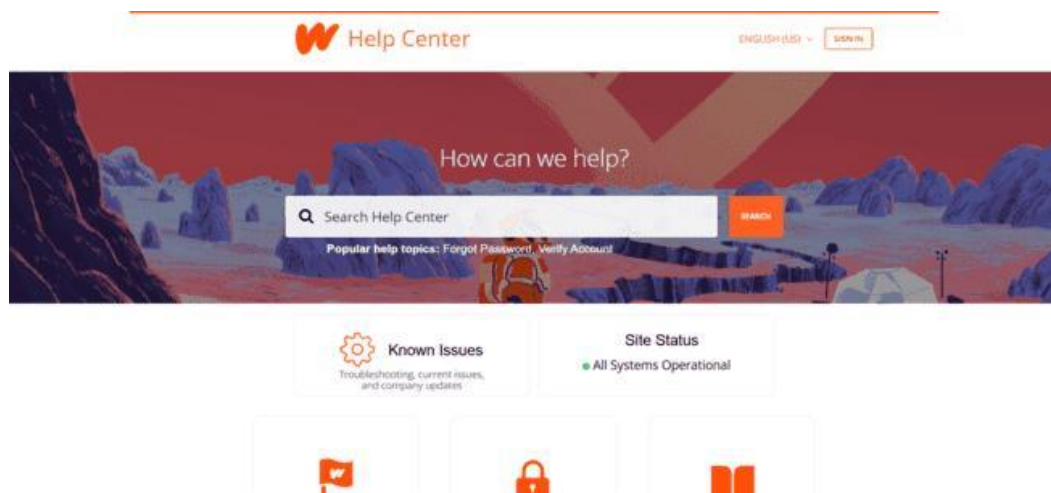 Help Center
ENGLISH (US)
SIGN IN
How can we help?
Search Help Center
SEARCH
Popular help topics: Forgot Password, Verify Account
Known Issues
Troubleshooting, current issues,
and company updates
Site Status
All Systems Operational